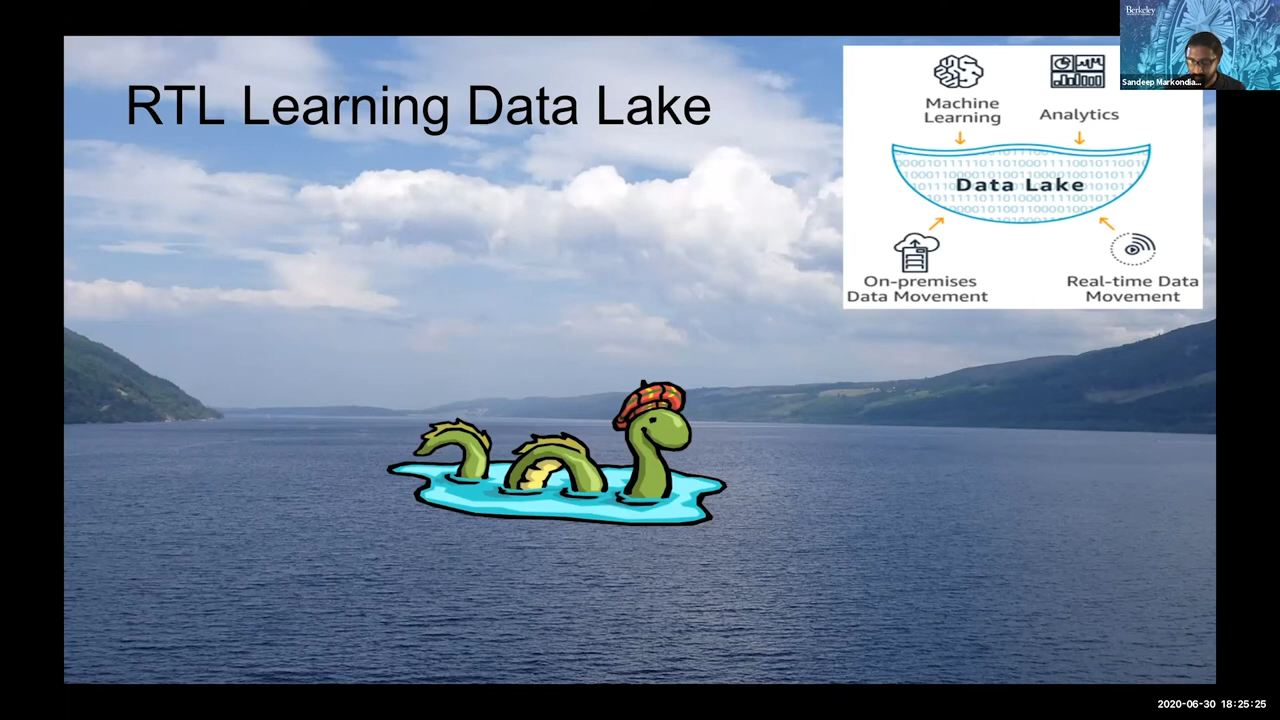 RTL Learning Data Lake
Berkeley
Sandeep Markondia...
Machine
Learning
Analytics
Data Lake
On-premises
Data Movement
Real-time Data
Movement
2020-06-30 18:25:25